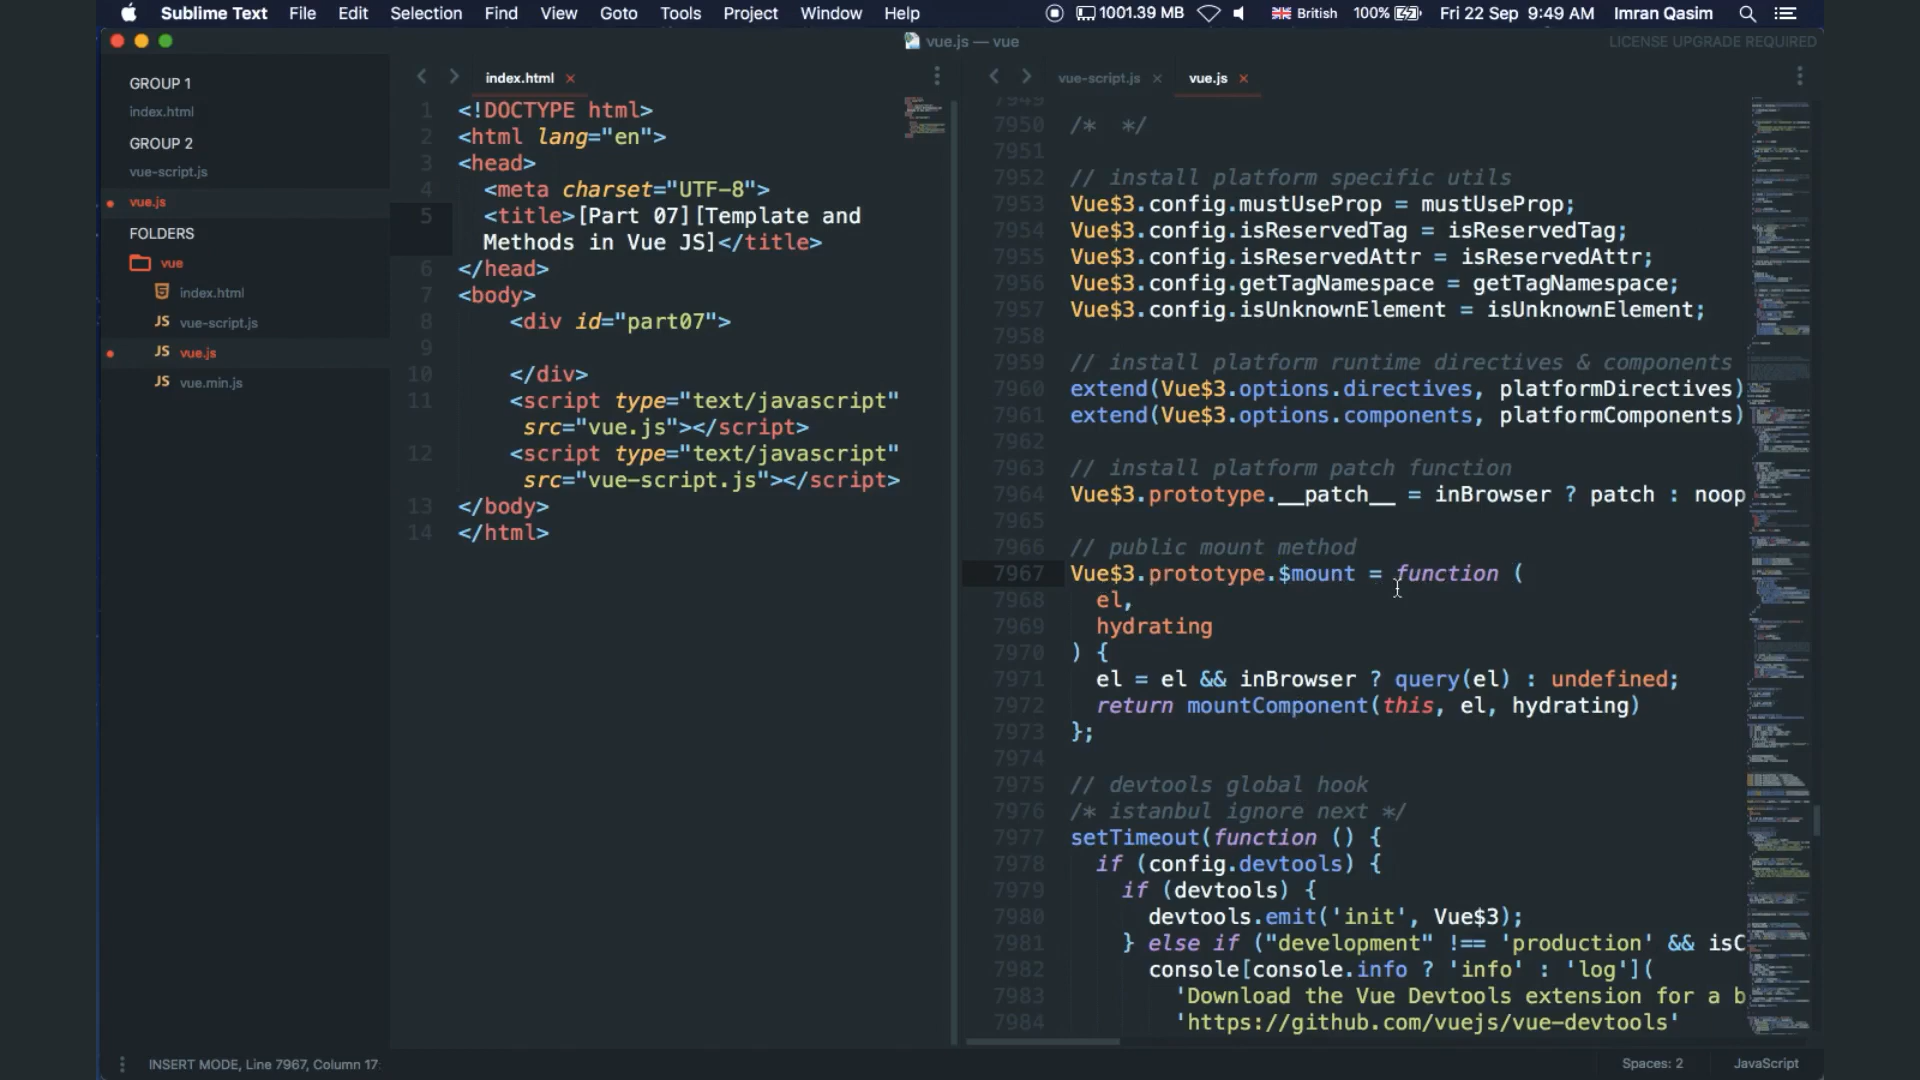 Sublime Text File Edit Selection Find View Goto Tools Project Window Help 1001.39 MB British 100% Fri 22 Sep 9:49 AM Imran Qasim
vue.js — vue
LICENSE UPGRADE REQUIRED
GROUP 1
index.html
GROUP 2
vue-script.js
vue.js
FOLDERS
vue
index.html
JS vue-script.js
JS vue.js
JS vue.min.js
index.html ×
1 <!DOCTYPE html>
2 <html lang="en">
3 <head>
4 <meta charset="UTF-8">
5 <title>[Part 07][Template and
Methods in Vue JS]</title>
6 </head>
7 <body>
8 <div id="part07">
9
10 </div>
11 <script type="text/javascript"
src="vue.js"></script>
12 <script type="text/javascript"
src="vue-script.js"></script>
13 </body>
14 </html>
vue-script.js × vue.js ×
7949
7950 /*  */
7951
7952 // install platform specific utils
7953 Vue$3.config.mustUseProp = mustUseProp;
7954 Vue$3.config.isReservedTag = isReservedTag;
7955 Vue$3.config.isReservedAttr = isReservedAttr;
7956 Vue$3.config.getTagNamespace = getTagNamespace;
7957 Vue$3.config.isUnknownElement = isUnknownElement;
7958
7959 // install platform runtime directives & components
7960 extend(Vue$3.options.directives, platformDirectives)
7961 extend(Vue$3.options.components, platformComponents)
7962
7963 // install platform patch function
7964 Vue$3.prototype.__patch__ = inBrowser ? patch : noop
7965
7966 // public mount method
7967 Vue$3.prototype.$mount = function (
7968 el,
7969 hydrating
7970 ) {
7971 el = el && inBrowser ? query(el) : undefined;
7972 return mountComponent(this, el, hydrating)
7973 };
7974
7975 // devtools global hook
7976 /* istanbul ignore next */
7977 setTimeout(function () {
7978 if (config.devtools) {
7979 if (devtools) {
7980 devtools.emit('init', Vue$3);
7981 } else if ("development" !== 'production' && isC
7982 console[console.info ? 'info' : 'log'](
7983 'Download the Vue Devtools extension for a b
7984 'https://github.com/vuejs/vue-devtools'
INSERT MODE, Line 7967, Column 17
Spaces: 2 JavaScript